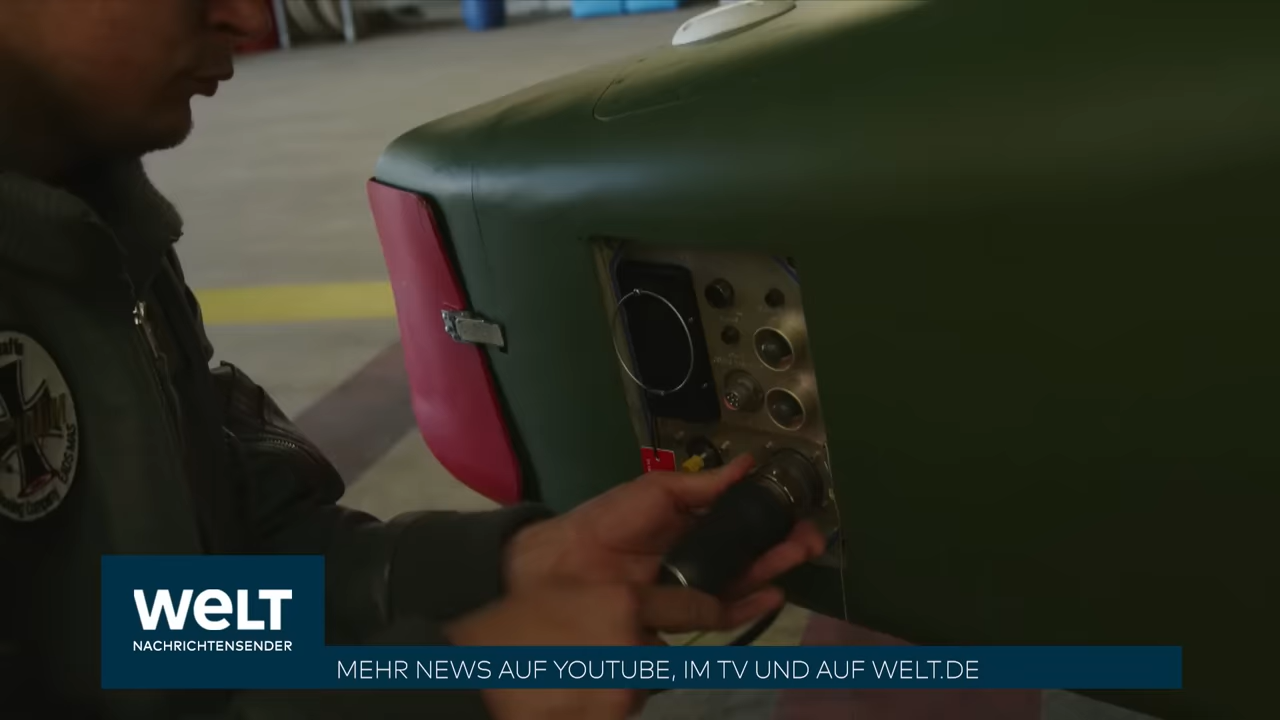 WELT
NACHRICHTENSENDER
MEHR NEWS AUF YOUTUBE, IM TV UND AUF WELT.DE